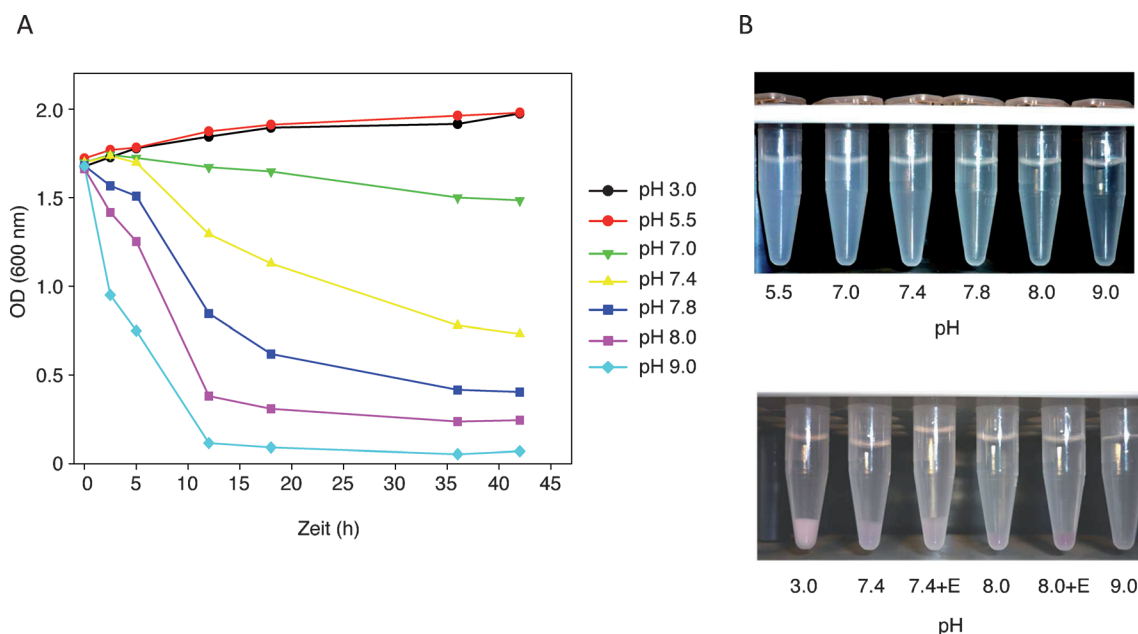 A
OD (600 nm)
2.0
1.5
1.0
0.5
0
0 5 10 15 20 25 30 35 40 45
Zeit (h)
pH 3.0
pH 5.5
pH 7.0
pH 7.4
pH 7.8
pH 8.0
pH 9.0
B
5.5 7.0 7.4 7.8 8.0 9.0
pH
3.0 7.4 7.4+E 8.0 8.0+E 9.0
pH